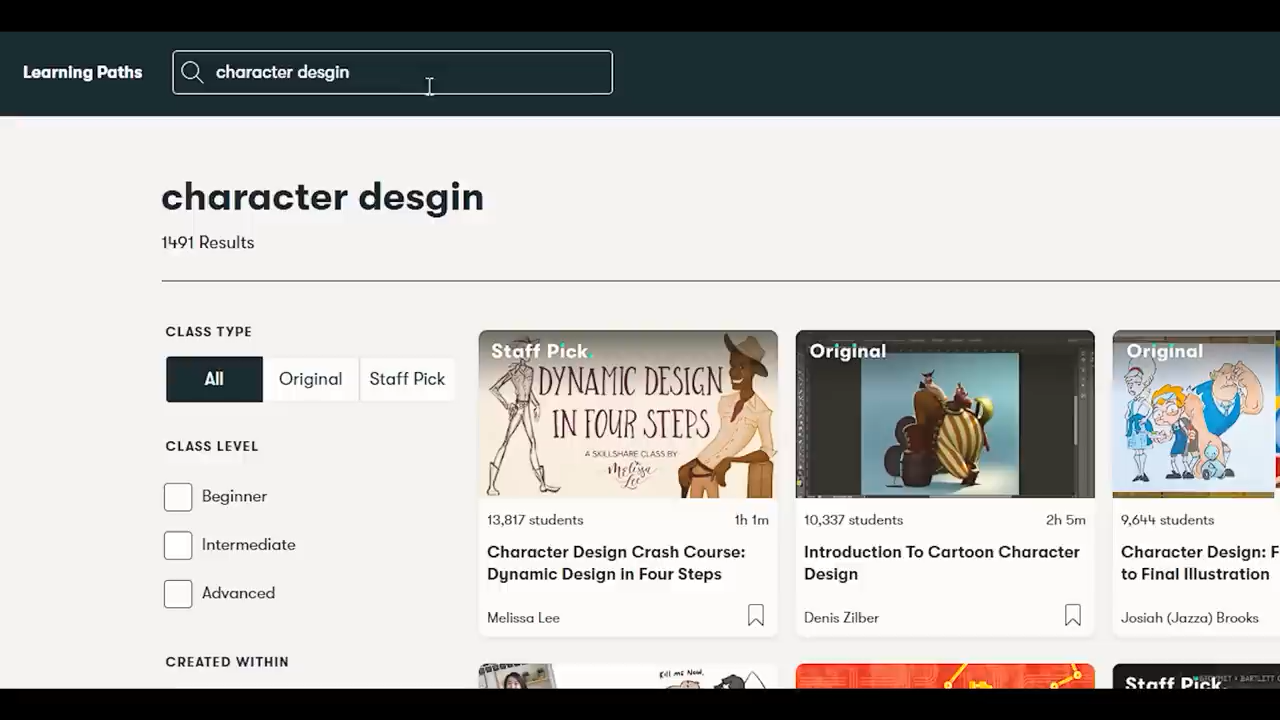 Learning Paths
character desgin
character desgin
1491 Results
CLASS TYPE
All
Original
Staff Pick
CLASS LEVEL
Beginner
Intermediate
Advanced
CREATED WITHIN
Staff Pick.
DYNAMIC DESIGN
IN FOUR STEPS
A SKILLSHARE CLASS BY
Melissa
Lee
13,817 students
1h 1m
Character Design Crash Course:
Dynamic Design in Four Steps
Melissa Lee
Original
10,337 students
2h 5m
Introduction To Cartoon Character
Design
Denis Zilber
Original
9,644 students
Character Design: F
to Final Illustration
Josiah (Jazza) Brooks
Kill me Now.
Staff Pick.